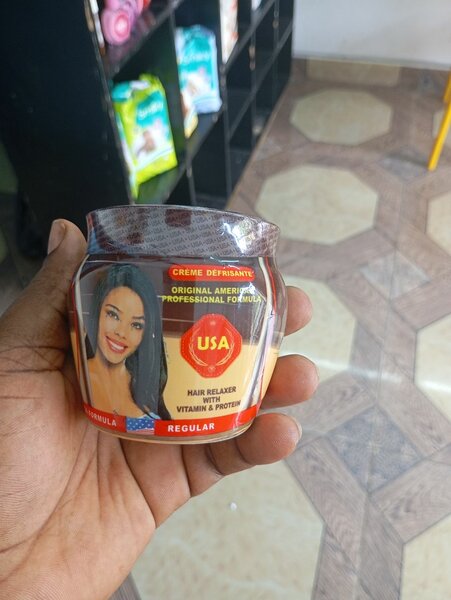 CRÈME DÉFRISANTE
ORIGINAL AMERIC
PROFESSIONAL FORMULA
USA
HAIR RELAXER
WITH
VITAMIN & PROTEIN
FORMULA
REGULAR